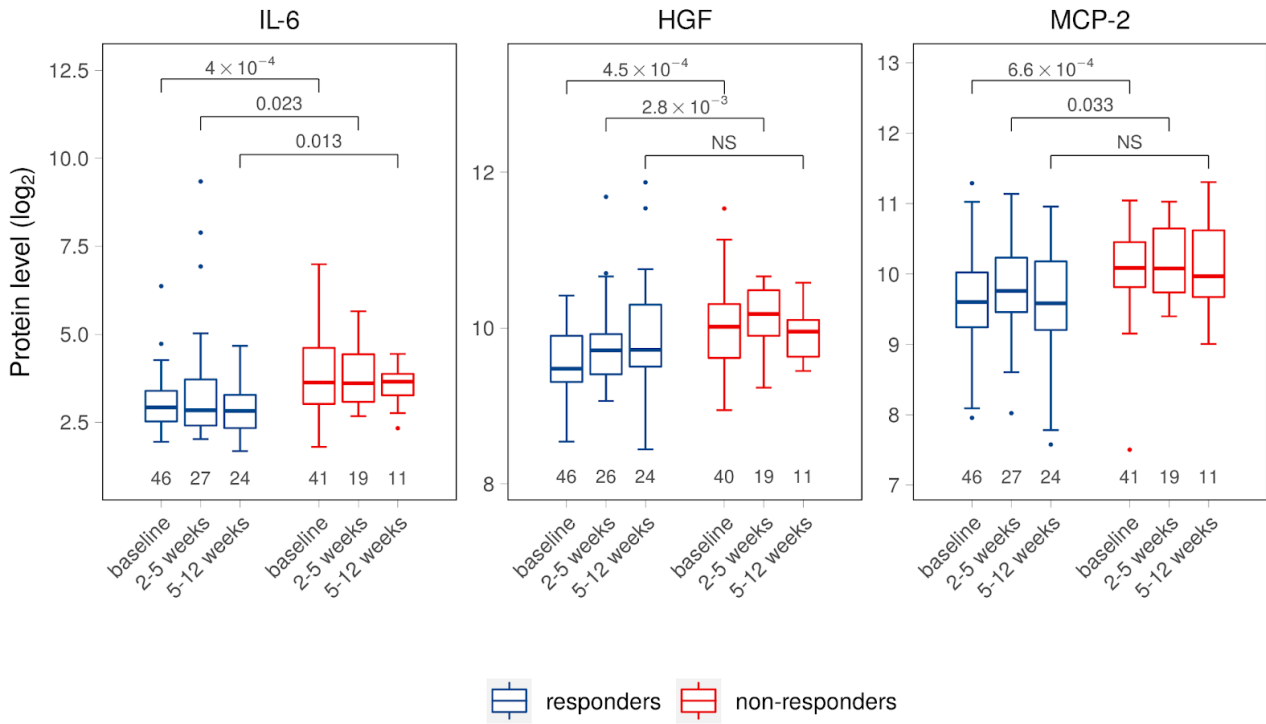 IL-6
HGF
MCP-2
Protein level (log₂)
12.5
10.0
7.5
5.0
2.5
4 × 10⁻⁴
0.023
0.013
46 27 24 41 19 11
baseline
2-5 weeks
5-12 weeks
baseline
2-5 weeks
5-12 weeks
12
10
8
4.5 × 10⁻⁴
2.8 × 10⁻³
NS
46 26 24 40 19 11
baseline
2-5 weeks
5-12 weeks
baseline
2-5 weeks
5-12 weeks
13
12
11
10
9
8
7
6.6 × 10⁻⁴
0.033
NS
46 27 24 41 19 11
baseline
2-5 weeks
5-12 weeks
baseline
2-5 weeks
5-12 weeks
responders non-responders